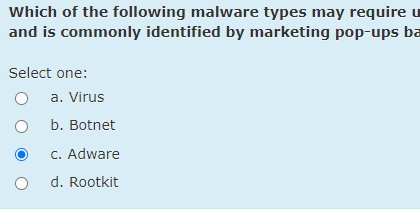 Which of the following malware types may require
and is commonly identified by marketing pop-ups
Select one:
a. Virus
b. Botnet
c. Adware
d. Rootkit